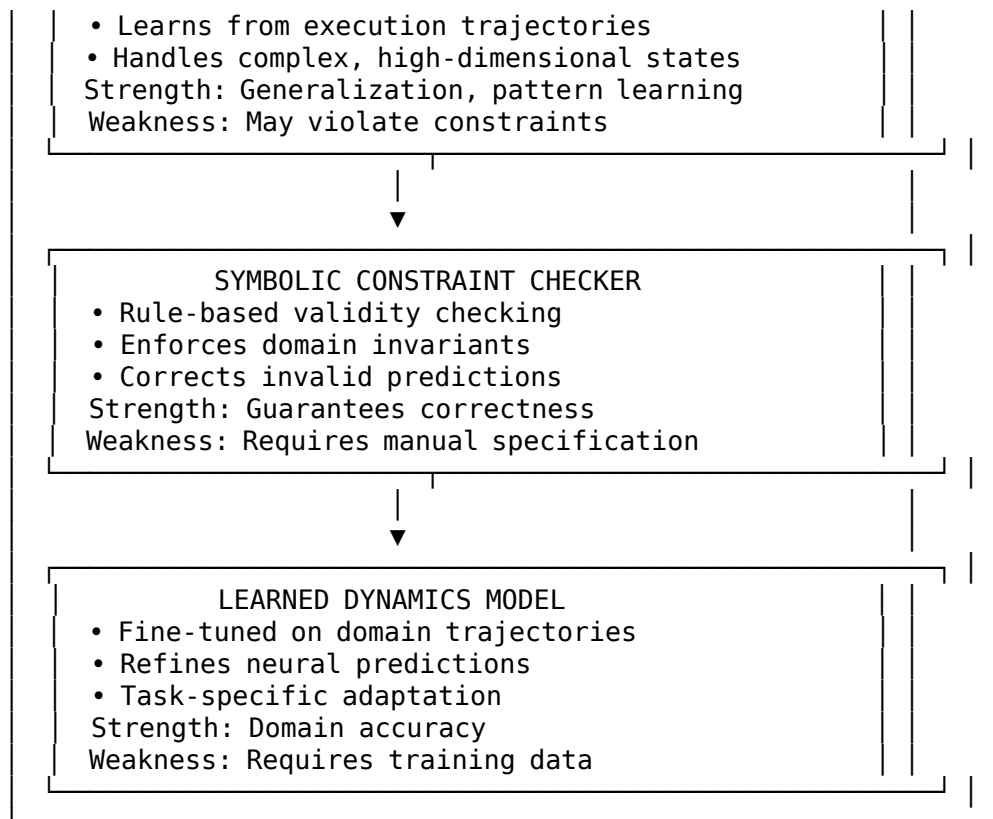 • Learns from execution trajectories
• Handles complex, high-dimensional states
Strength: Generalization, pattern learning
Weakness: May violate constraints
▼
SYMBOLIC CONSTRAINT CHECKER
• Rule-based validity checking
• Enforces domain invariants
• Corrects invalid predictions
Strength: Guarantees correctness
Weakness: Requires manual specification
▼
LEARNED DYNAMICS MODEL
• Fine-tuned on domain trajectories
• Refines neural predictions
• Task-specific adaptation
Strength: Domain accuracy
Weakness: Requires training data